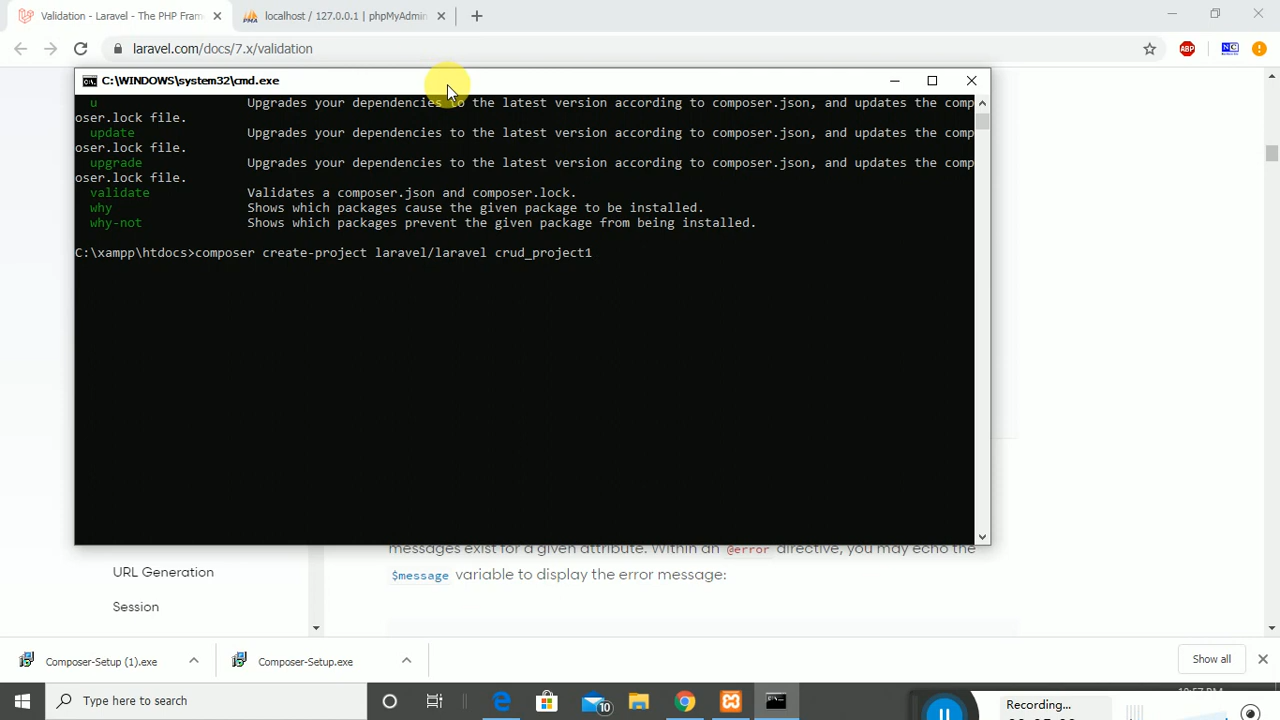 Validation - Laravel - The PHP Fram
localhost / 127.0.0.1 | phpMyAdmin
laravel.com/docs/7.x/validation
ABP
NC
C:\WINDOWS\system32\cmd.exe
u Upgrades your dependencies to the latest version according to composer.json, and updates the comp
oser.lock file.
update Upgrades your dependencies to the latest version according to composer.json, and updates the comp
oser.lock file.
upgrade Upgrades your dependencies to the latest version according to composer.json, and updates the comp
oser.lock file.
validate Validates a composer.json and composer.lock.
why Shows which packages cause the given package to be installed.
why-not Shows which packages prevent the given package from being installed.
C:\xampp\htdocs>composer create-project laravel/laravel crud_project1
messages exist for a given attribute. Within an @error directive, you may echo the
$message variable to display the error message:
URL Generation
Session
Composer-Setup (1).exe
Composer-Setup.exe
Show all
Type here to search
10
Recording...